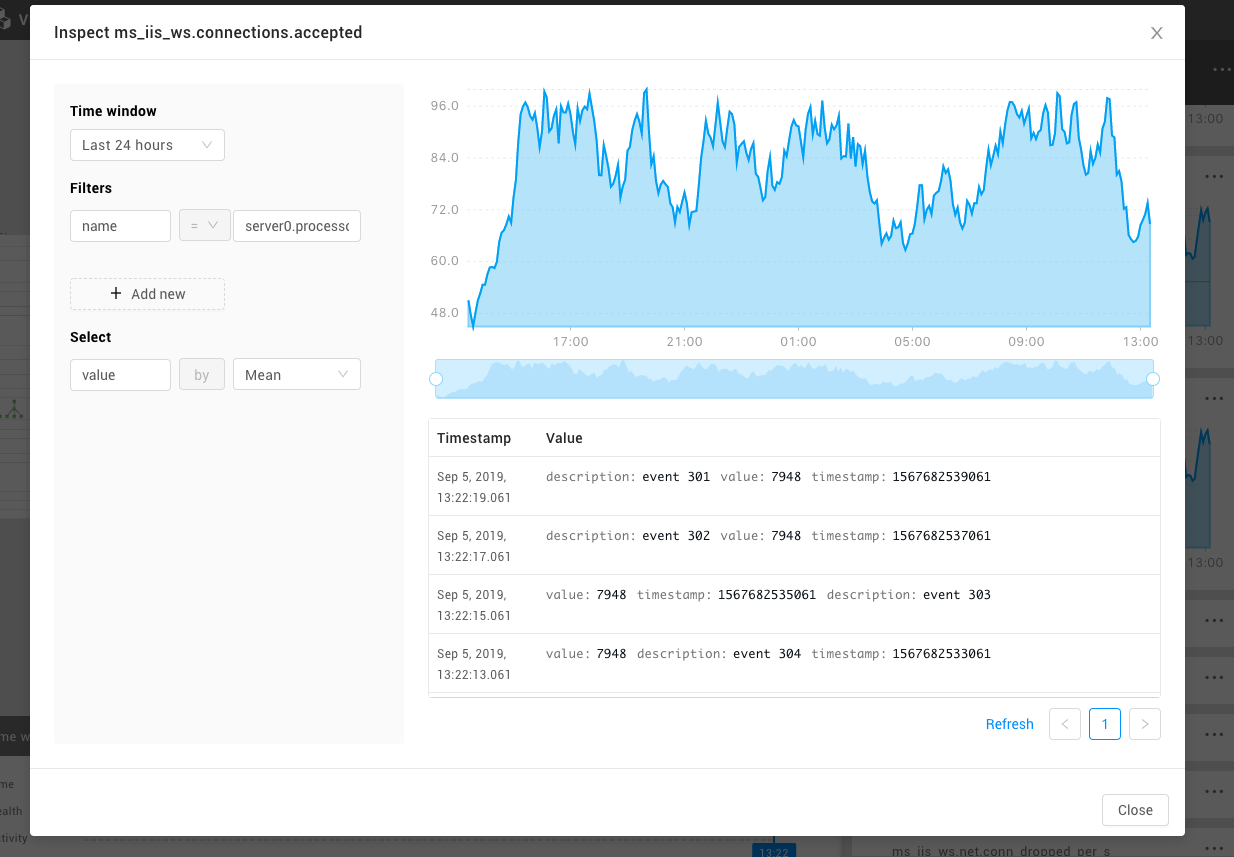 V
Inspect ms_iis_ws.connections.accepted
Time window
Last 24 hours
Filters
name = server0.processo
+ Add new
Select
value by Mean
96.0
84.0
72.0
60.0
48.0
17:00 21:00 01:00 05:00 09:00 13:00
Timestamp Value
Sep 5, 2019, 13:22:19.061 description: event 301 value: 7948 timestamp: 1567682539061
Sep 5, 2019, 13:22:17.061 description: event 302 value: 7948 timestamp: 1567682537061
Sep 5, 2019, 13:22:15.061 value: 7948 timestamp: 1567682535061 description: event 303
Sep 5, 2019, 13:22:13.061 value: 7948 description: event 304 timestamp: 1567682533061
Refresh < 1 >
Close
13:00
13:00
13:00
me w
me
ealth
tivity
13:22
ms_iis_ws.net.conn_dropped_per_s